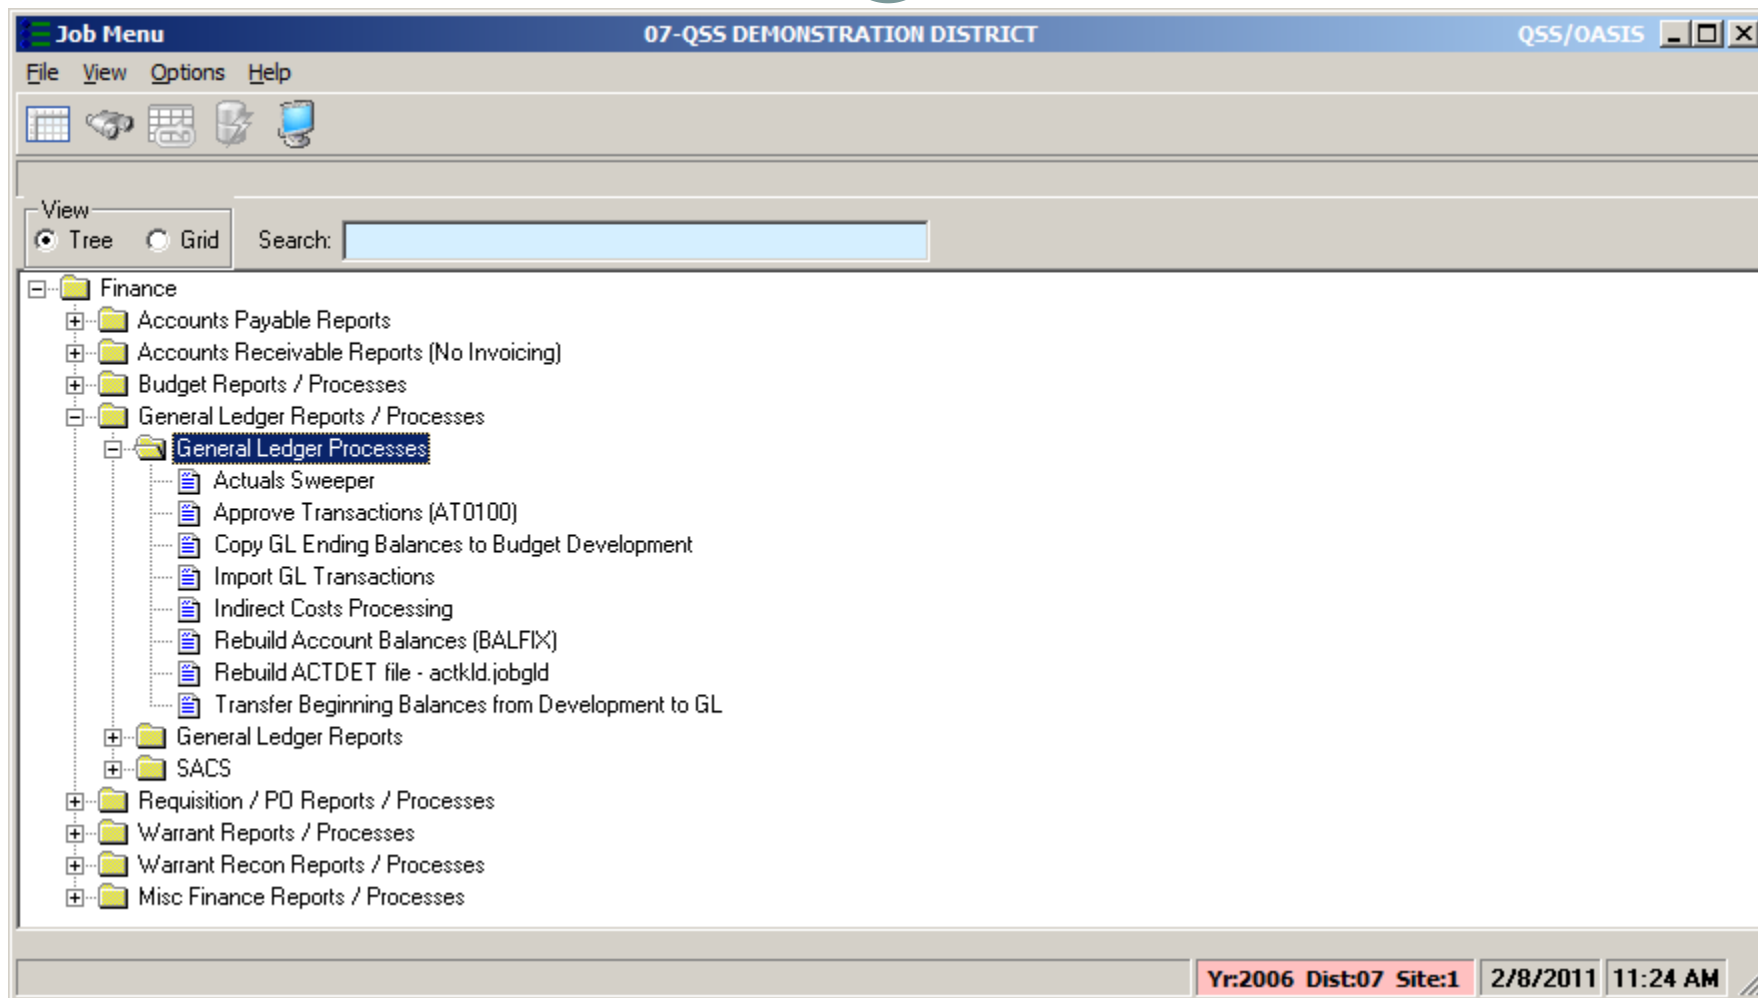 Job Menu 07-QSS DEMONSTRATION DISTRICT QSS/OASIS
File View Options Help
View
Tree Grid Search:
Finance
Accounts Payable Reports
Accounts Receivable Reports (No Invoicing)
Budget Reports / Processes
General Ledger Reports / Processes
General Ledger Processes
Actuals Sweeper
Approve Transactions (AT0100)
Copy GL Ending Balances to Budget Development
Import GL Transactions
Indirect Costs Processing
Rebuild Account Balances (BALFIX)
Rebuild ACTDET file - actkld.jobgld
Transfer Beginning Balances from Development to GL
General Ledger Reports
SACS
Requisition / PO Reports / Processes
Warrant Reports / Processes
Warrant Recon Reports / Processes
Misc Finance Reports / Processes
Yr:2006 Dist:07 Site:1 2/8/2011 11:24 AM